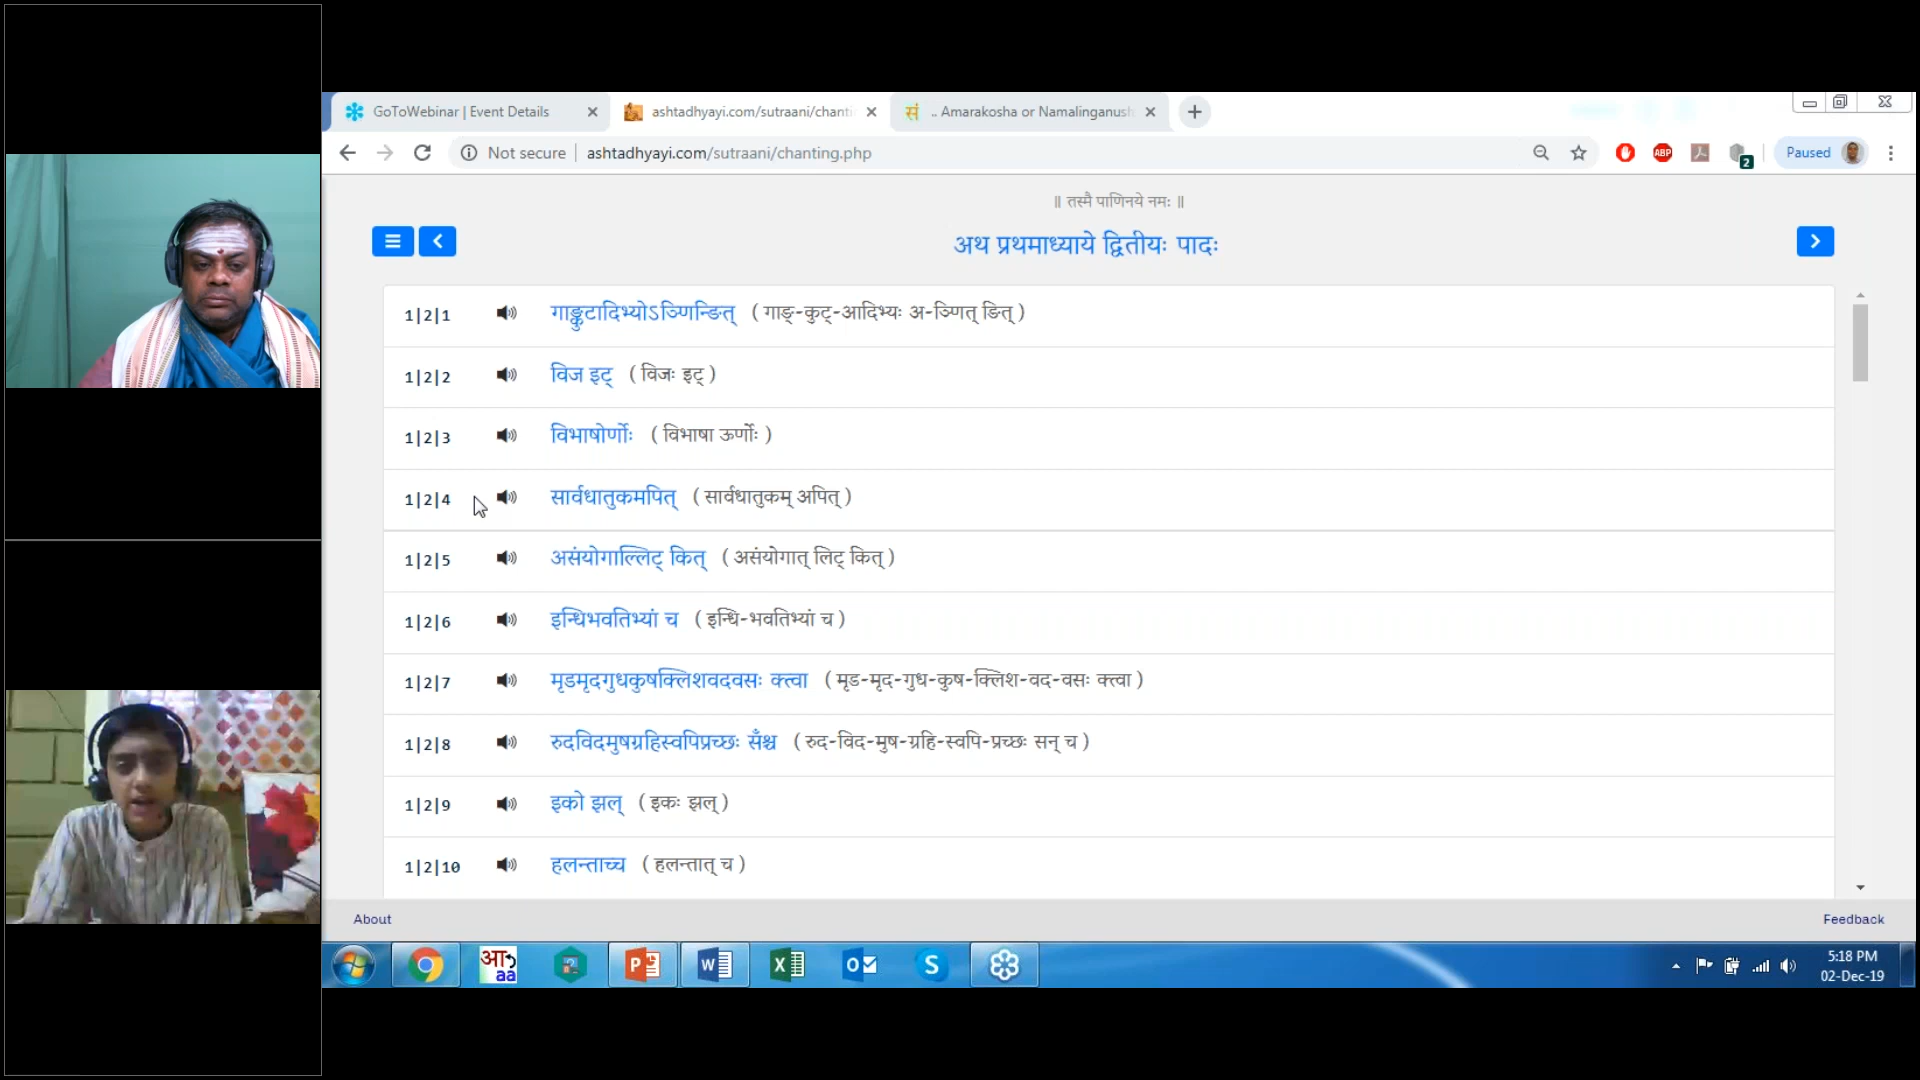 GoToWebinar | Event Details
ashtadhyayi.com/sutraani/chanti
.. Amarakosha or Namalinganush
Not secure
ashtadhyayi.com/sutraani/chanting.php
ABP
2
Paused
॥ तस्मै पाणिनये नमः ॥
अथ प्रथमाध्याये द्वितीयः पादः
1|2|1 गाङ्कुटादिभ्योऽञ्णिन्ङित् ( गाङ्-कुट्-आदिभ्यः अ-ञ्णित् ङित् )
1|2|2 विज इट् ( विजः इट् )
1|2|3 विभाषोर्णोः ( विभाषा ऊर्णोः )
1|2|4 सार्वधातुकमपित् ( सार्वधातुकम् अपित् )
1|2|5 असंयोगाल्लिट् कित् ( असंयोगात् लिट् कित् )
1|2|6 इन्धिभवतिभ्यां च ( इन्धि-भवतिभ्यां च )
1|2|7 मृडमृदगुधकुषक्लिशवदवसः क्त्वा ( मृड-मृद-गुध-कुष-क्लिश-वद-वसः क्त्वा )
1|2|8 रुदविदमुषग्रहिस्वपिप्रच्छः सँश्च ( रुद-विद-मुष-ग्रहि-स्वपि-प्रच्छः सन् च )
1|2|9 इको झल् ( इकः झल् )
1|2|10 हलन्ताच्च ( हलन्तात् च )
About
Feedback
aa
5:18 PM
02-Dec-19